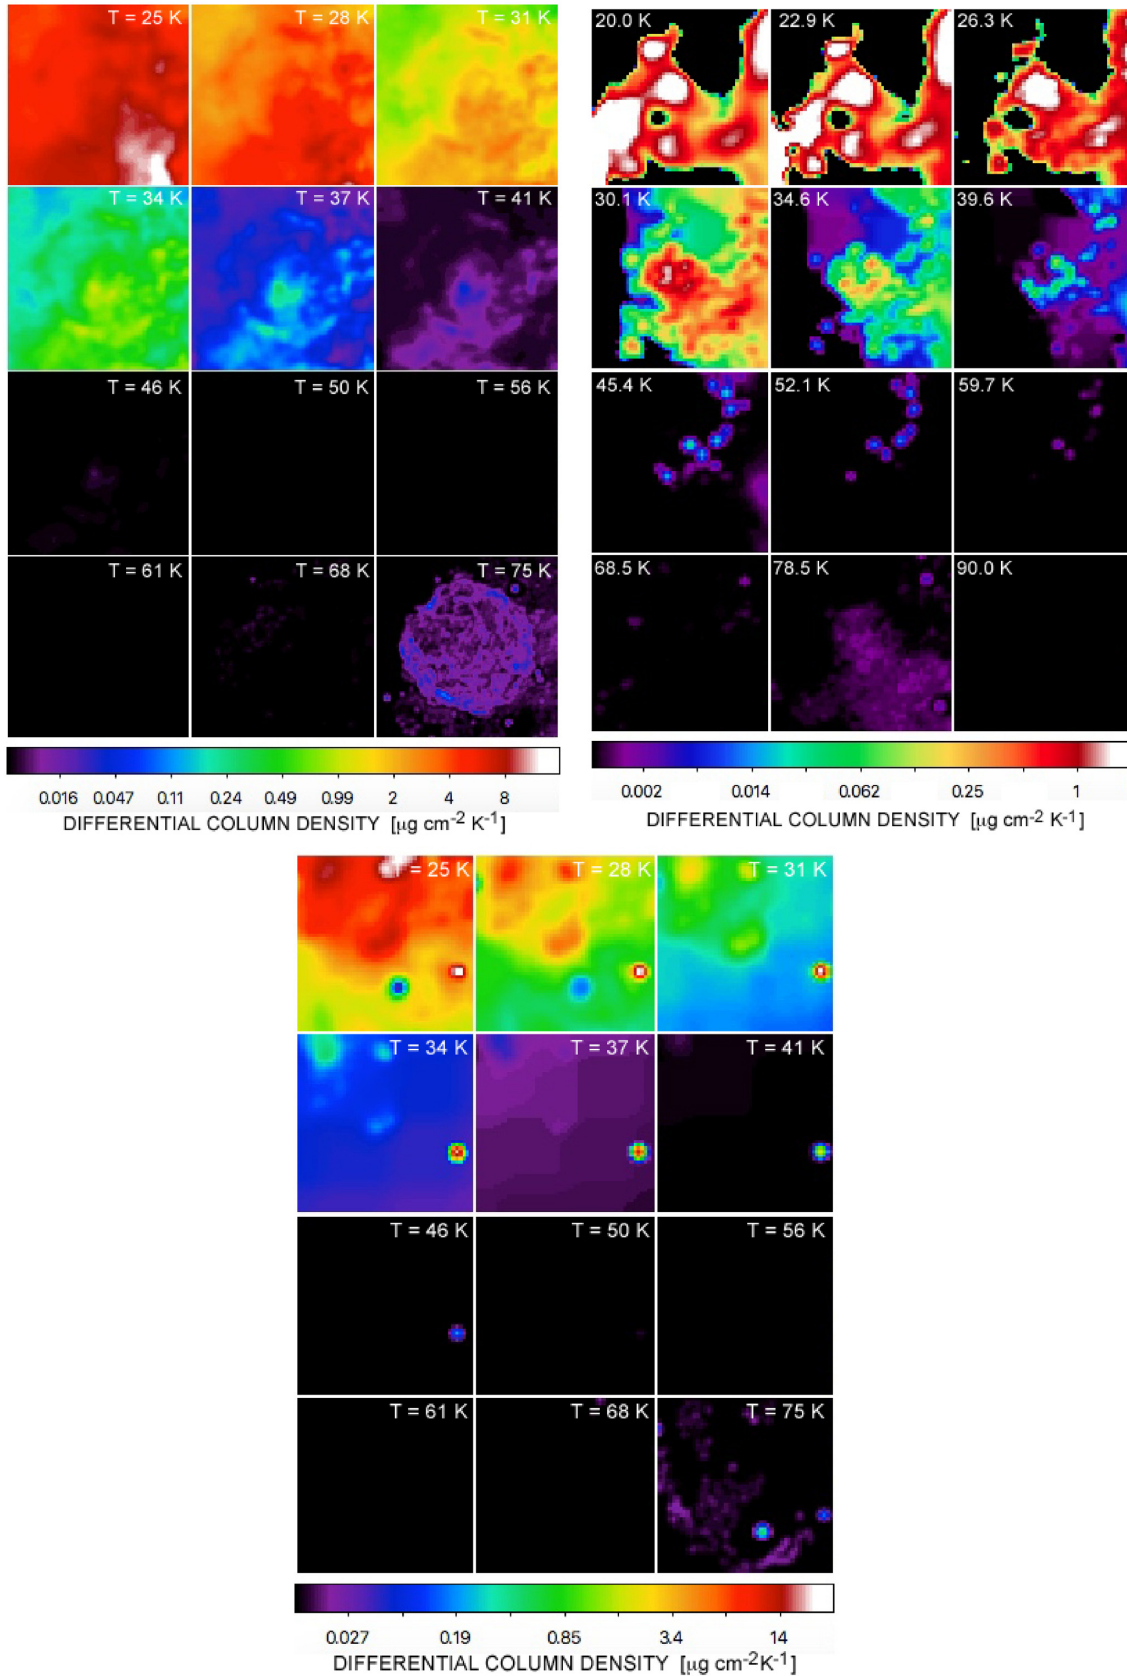 T = 25 K
T = 28 K
T = 31 K
T = 34 K
T = 37 K
T = 41 K
T = 46 K
T = 50 K
T = 56 K
T = 61 K
T = 68 K
T = 75 K
0.016 0.047 0.11 0.24 0.49 0.99 2 4 8
DIFFERENTIAL COLUMN DENSITY [μg cm⁻² K⁻¹]
20.0 K
22.9 K
26.3 K
30.1 K
34.6 K
39.6 K
45.4 K
52.1 K
59.7 K
68.5 K
78.5 K
90.0 K
0.002 0.014 0.062 0.25 1
DIFFERENTIAL COLUMN DENSITY [μg cm⁻² K⁻¹]
T = 25 K
T = 28 K
T = 31 K
T = 34 K
T = 37 K
T = 41 K
T = 46 K
T = 50 K
T = 56 K
T = 61 K
T = 68 K
T = 75 K
0.027 0.19 0.85 3.4 14
DIFFERENTIAL COLUMN DENSITY [μg cm⁻²K⁻¹]